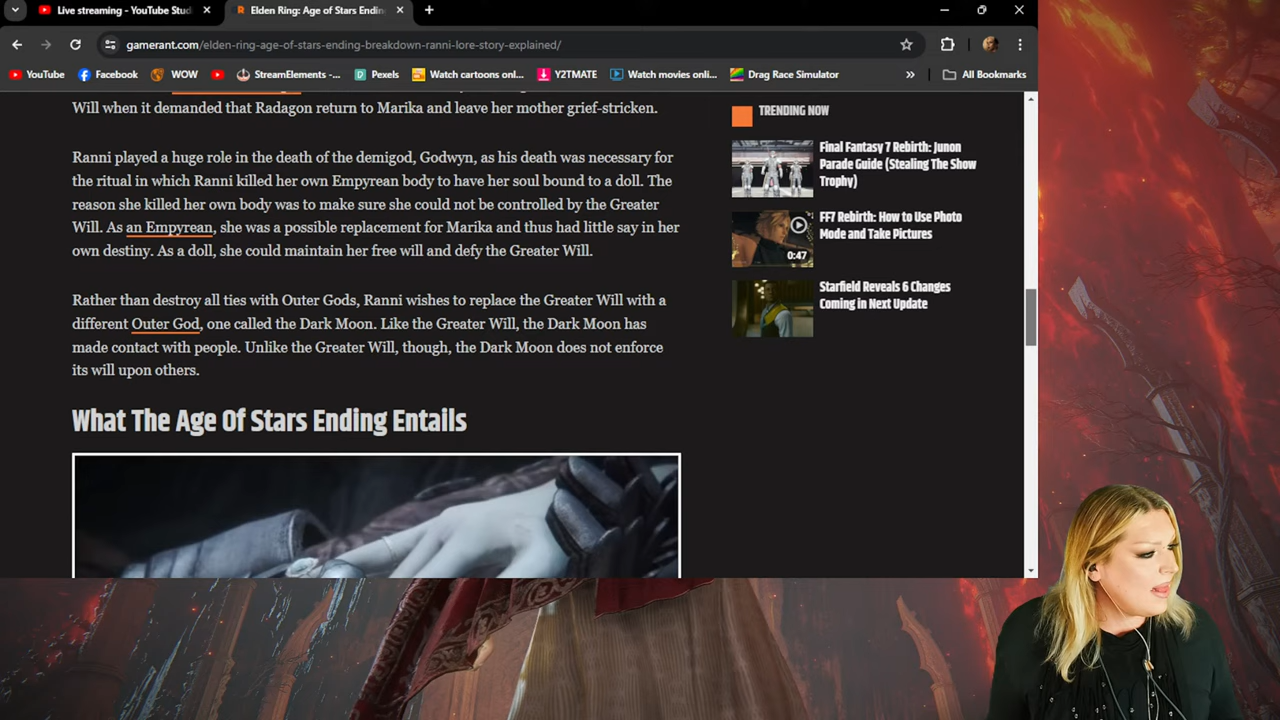 Live streaming - YouTube Stud
Elden Ring: Age of Stars Endin
gamerant.com/elden-ring-age-of-stars-ending-breakdown-ranni-lore-story-explained/
YouTube
Facebook
WOW
StreamElements -...
Pexels
Watch cartoons onl...
Y2TMATE
Watch movies onli...
Drag Race Simulator
»
All Bookmarks
Will when it demanded that Radagon return to Marika and leave her mother grief-stricken.
Ranni played a huge role in the death of the demigod, Godwyn, as his death was necessary for
the ritual in which Ranni killed her own Empyrean body to have her soul bound to a doll. The
reason she killed her own body was to make sure she could not be controlled by the Greater
Will. As an Empyrean, she was a possible replacement for Marika and thus had little say in her
own destiny. As a doll, she could maintain her free will and defy the Greater Will.
Rather than destroy all ties with Outer Gods, Ranni wishes to replace the Greater Will with a
different Outer God, one called the Dark Moon. Like the Greater Will, the Dark Moon has
made contact with people. Unlike the Greater Will, though, the Dark Moon does not enforce
its will upon others.
What The Age Of Stars Ending Entails
TRENDING NOW
Final Fantasy 7 Rebirth: Junon
Parade Guide (Stealing The Show
Trophy)
FF7 Rebirth: How to Use Photo
Mode and Take Pictures
0:47
Starfield Reveals 6 Changes
Coming in Next Update